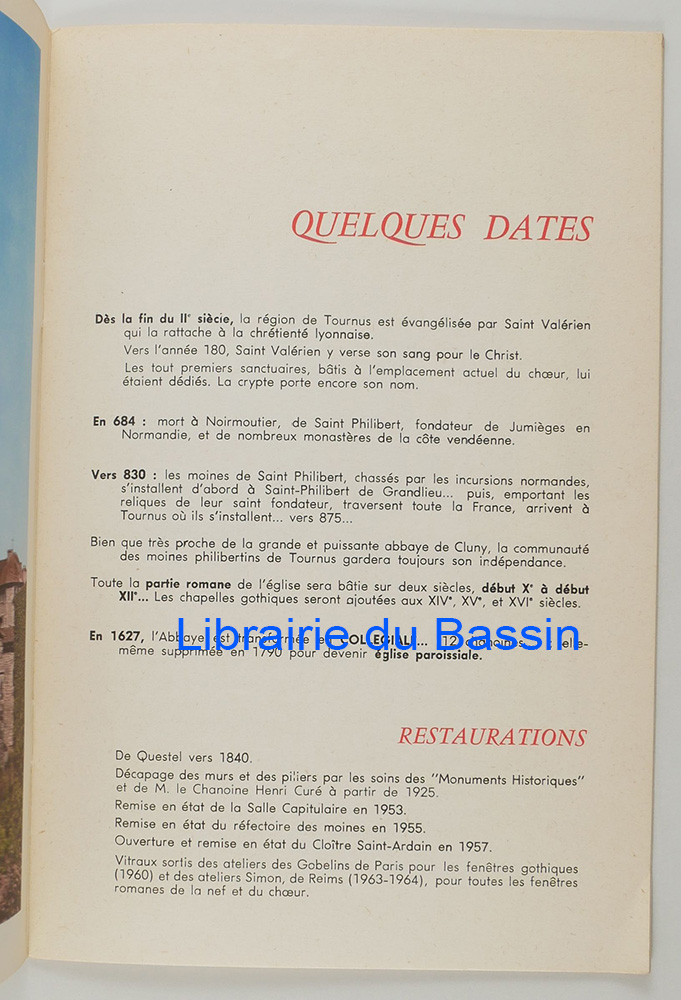 QUELQUES DATES
Dès la fin du IIᵉ siècle, la région de Tournus est évangélisée par Saint Valérien
qui la rattache à la chrétienté lyonnaise.
Vers l'année 180, Saint Valérien y verse son sang pour le Christ.
Les tout premiers sanctuaires, bâtis à l'emplacement actuel du chœur, lui
étaient dédiés. La crypte porte encore son nom.
En 684 : mort à Noirmoutier, de Saint Philibert, fondateur de Jumièges en
Normandie, et de nombreux monastères de la côte vendéenne.
Vers 830 : les moines de Saint Philibert, chassés par les incursions normandes,
s'installent d'abord à Saint-Philibert de Grandlieu... puis, emportant les
reliques de leur saint fondateur, traversent toute la France, arrivent à
Tournus où ils s'installent... vers 875...
Bien que très proche de la grande et puissante abbaye de Cluny, la communauté
des moines philibertins de Tournus gardera toujours son indépendance.
Toute la partie romane de l'église sera bâtie sur deux siècles, début Xᵉ à début
XIIᵉ... Les chapelles gothiques seront ajoutées aux XIVᵉ, XVᵉ, et XVIᵉ siècles.
En 1627, l'Abbaye est transformée en COLLEGIALE... 12 chanoines... elle-
même supprimée en 1790 pour devenir église paroissiale.
Librairie du Bassin
RESTAURATIONS
De Questel vers 1840.
Décapage des murs et des piliers par les soins des "Monuments Historiques"
et de M. le Chanoine Henri Curé à partir de 1925.
Remise en état de la Salle Capitulaire en 1953.
Remise en état du réfectoire des moines en 1955.
Ouverture et remise en état du Cloître Saint-Ardain en 1957.
Vitraux sortis des ateliers des Gobelins de Paris pour les fenêtres gothiques
(1960) et des ateliers Simon, de Reims (1963-1964), pour toutes les fenêtres
romanes de la nef et du chœur.